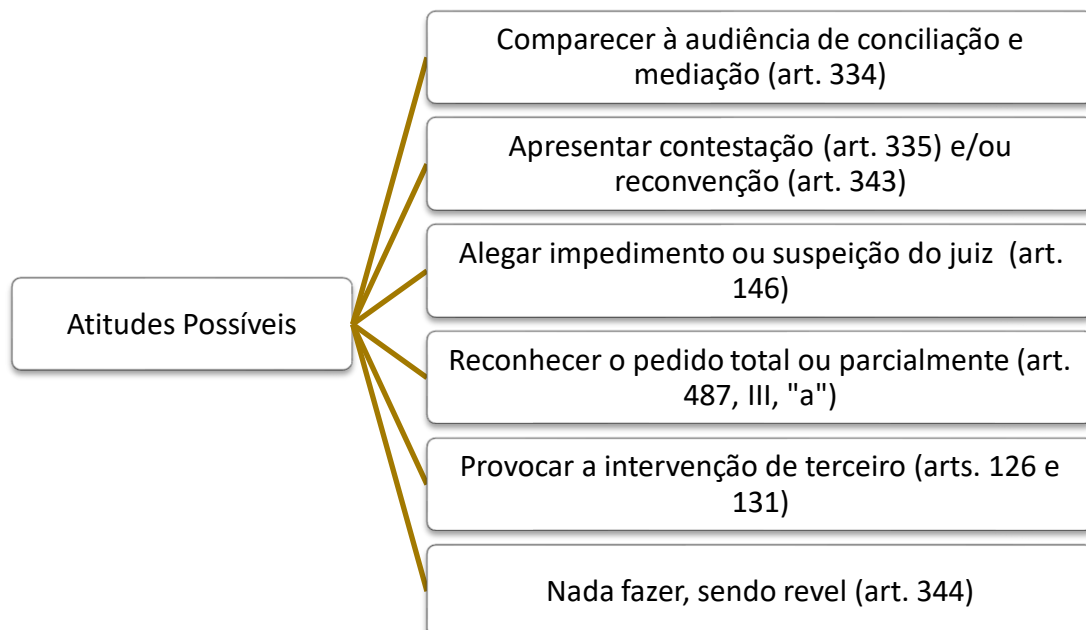 Comparecer à audiência de conciliação e
mediação (art. 334)
Apresentar contestação (art. 335) e/ou
reconvenção (art. 343)
Alegar impedimento ou suspeição do juiz (art.
146)
Atitudes Possíveis
Reconhecer o pedido total ou parcialmente (art.
487, III, "a")
Provocar a intervenção de terceiro (arts. 126 e
131)
Nada fazer, sendo revel (art. 344)